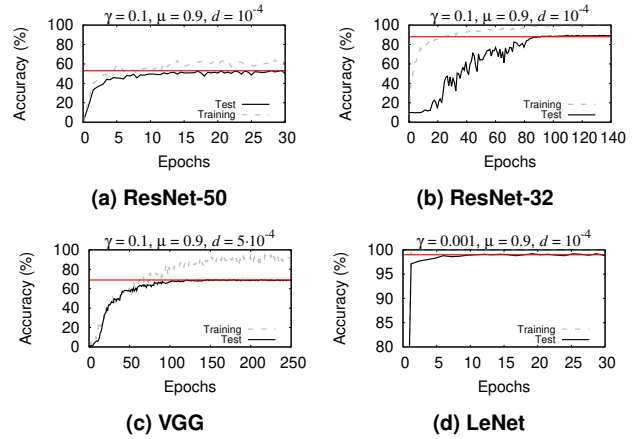 γ = 0.1, μ = 0.9, d = 10⁻⁴
Accuracy (%)
100
80
60
40
20
0
Test
Training
0 5 10 15 20 25 30
Epochs
(a) ResNet-50
γ = 0.1, μ = 0.9, d = 10⁻⁴
Accuracy (%)
100
80
60
40
20
0
Training
Test
0 20 40 60 80 100 120 140
Epochs
(b) ResNet-32
γ = 0.1, μ = 0.9, d = 5·10⁻⁴
Accuracy (%)
100
80
60
40
20
0
Training
Test
0 50 100 150 200 250
Epochs
(c) VGG
γ = 0.001, μ = 0.9, d = 10⁻⁴
Accuracy (%)
100
95
90
85
80
Training
Test
0 5 10 15 20 25 30
Epochs
(d) LeNet